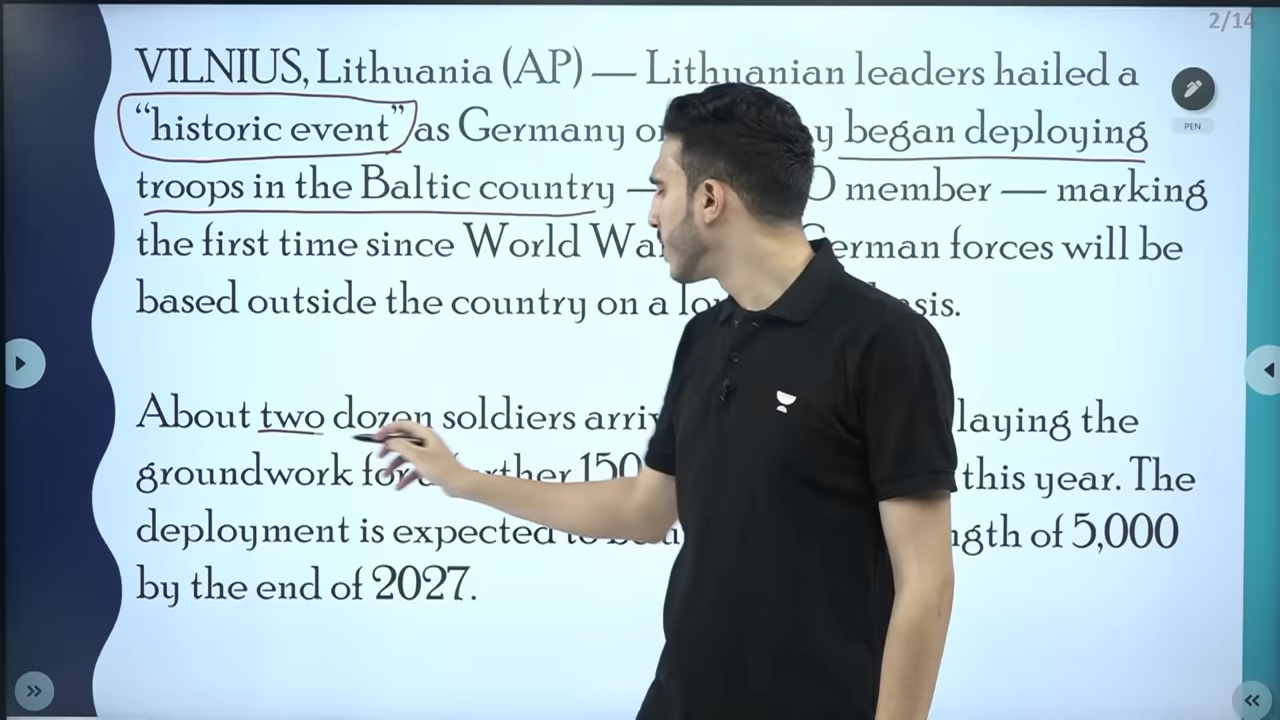 2/14
VILNIUS, Lithuania (AP) — Lithuanian leaders hailed a
PEN
“historic event” as Germany began deploying
troops in the Baltic country — member — marking
the first time since World German forces will be
based outside the country on a
About two dozen soldiers laying the
groundwork this year. The
deployment is expected of 5,000
by the end of 2027.